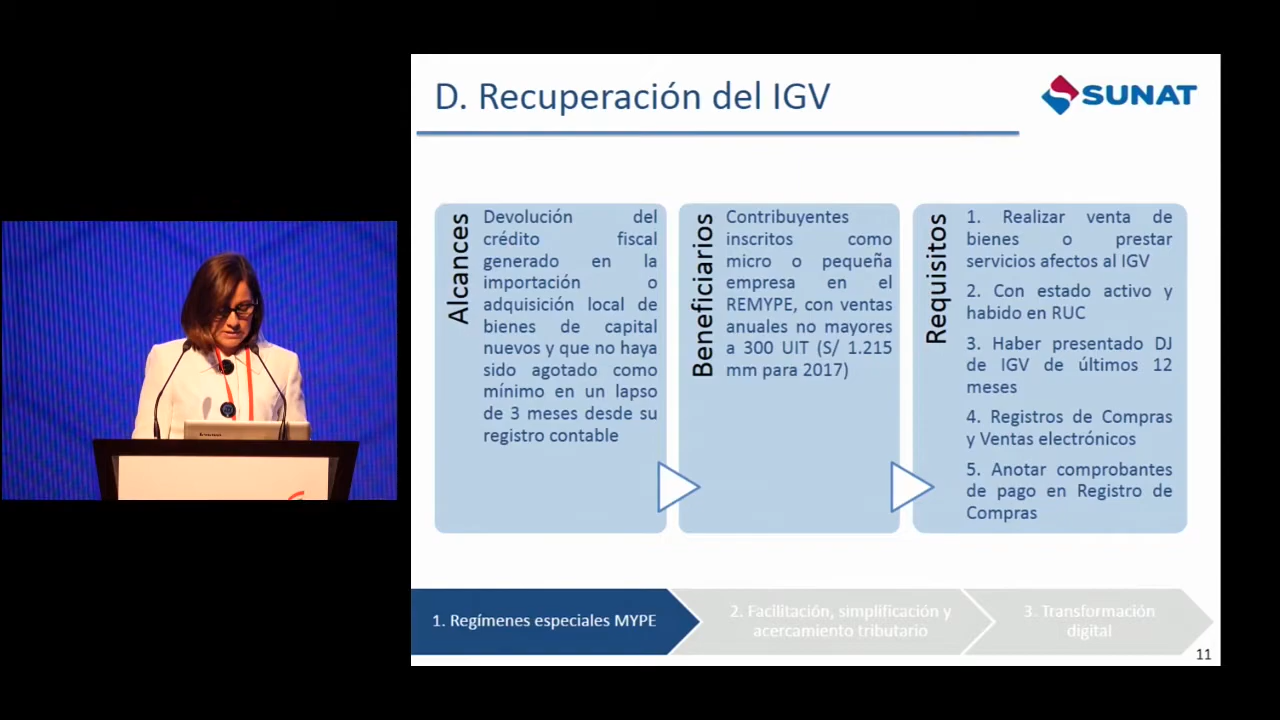 D. Recuperación del IGV
SUNAT
Alcances
Devolución del
crédito fiscal
generado en la
importación o
adquisición local de
bienes de capital
nuevos y que no haya
sido agotado como
mínimo en un lapso
de 3 meses desde su
registro contable
Beneficiarios
Contribuyentes
inscritos como
micro o pequeña
empresa en el
REMYPE, con ventas
anuales no mayores
a 300 UIT (S/ 1.215
mm para 2017)
Requisitos
1. Realizar venta de
bienes o prestar
servicios afectos al IGV
2. Con estado activo y
habido en RUC
3. Haber presentado DJ
de IGV de últimos 12
meses
4. Registros de Compras
y Ventas electrónicos
5. Anotar comprobantes
de pago en Registro de
Compras
1. Regímenes especiales MYPE
2. Facilitación, simplificación y
acercamiento tributario
3. Transformación
digital
11